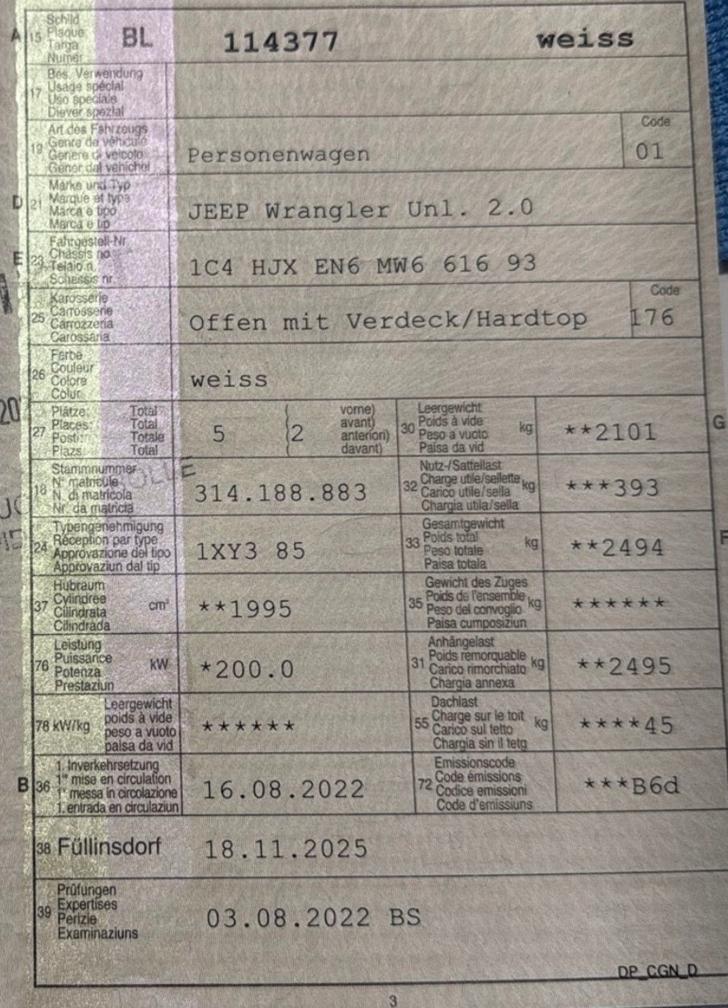 A 15 Schild
Plaque
Targa
Numer
BL 114377 weiss
17 Bes. Verwendung
Usage spécial
Uso speciale
Diever spezial
19 Art des Fahrzeugs
Genre de véhicule
Genere di veicolo
Gener dal vehichel
Personenwagen
Code
01
D 21 Marke und Typ
Marque et type
Marca e tipo
Marca e tip
JEEP Wrangler Unl. 2.0
E 23 Fahrgestell-Nr.
Châssis no
Telaio n.
Schassis nr.
1C4 HJX EN6 MW6 616 93
25 Karosserie
Carrosserie
Carrozzeria
Carossaria
Offen mit Verdeck/Hardtop
Code
176
26 Farbe
Couleur
Colore
Colur
weiss
27 Plätze: Total
Places: Total
Posti: Totale
Plazs: Total
5 (2 vorne)
avant)
anteriori)
davant)
30 Leergewicht
Poids à vide
Peso a vuoto
Paisa da vid
kg
**2101
G
18 Stammnummer
N° matricule
N. di matricola
Nr. da matricla
314.188.883
32 Nutz-/Sattellast
Charge utile/sellette
Carico utile/sella
Chargia utila/sella
kg
***393
24 Typengenehmigung
Réception par type
Approvazione del tipo
Approvaziun dal tip
1XY3 85
33 Gesamtgewicht
Poids total
Peso totale
Paisa totala
kg
**2494
F
37 Hubraum
Cylindrée
Cilindrata
Cilindrada
cm³
**1995
35 Gewicht des Zuges
Poids de l'ensemble
Peso del convoglio
Paisa cumposiziun
kg
******
76 Leistung
Puissance
Potenza
Prestaziun
kW
*200.0
31 Anhängelast
Poids remorquable
Carico rimorchiato
Chargia annexa
kg
**2495
78 kW/kg Leergewicht
poids à vide
peso a vuoto
paisa da vid
******
55 Dachlast
Charge sur le toit
Carico sul tetto
Chargia sin il tetg
kg
****45
B 36 1. Inverkehrsetzung
1re mise en circulation
1a messa in circolazione
1. entrada en circulaziun
16.08.2022
72 Emissionscode
Code émissions
Codice emissioni
Code d'emissiuns
***B6d
38 Füllinsdorf 18.11.2025
39 Prüfungen
Expertises
Perizie
Examinaziuns
03.08.2022 BS
DP_CGN_D
3